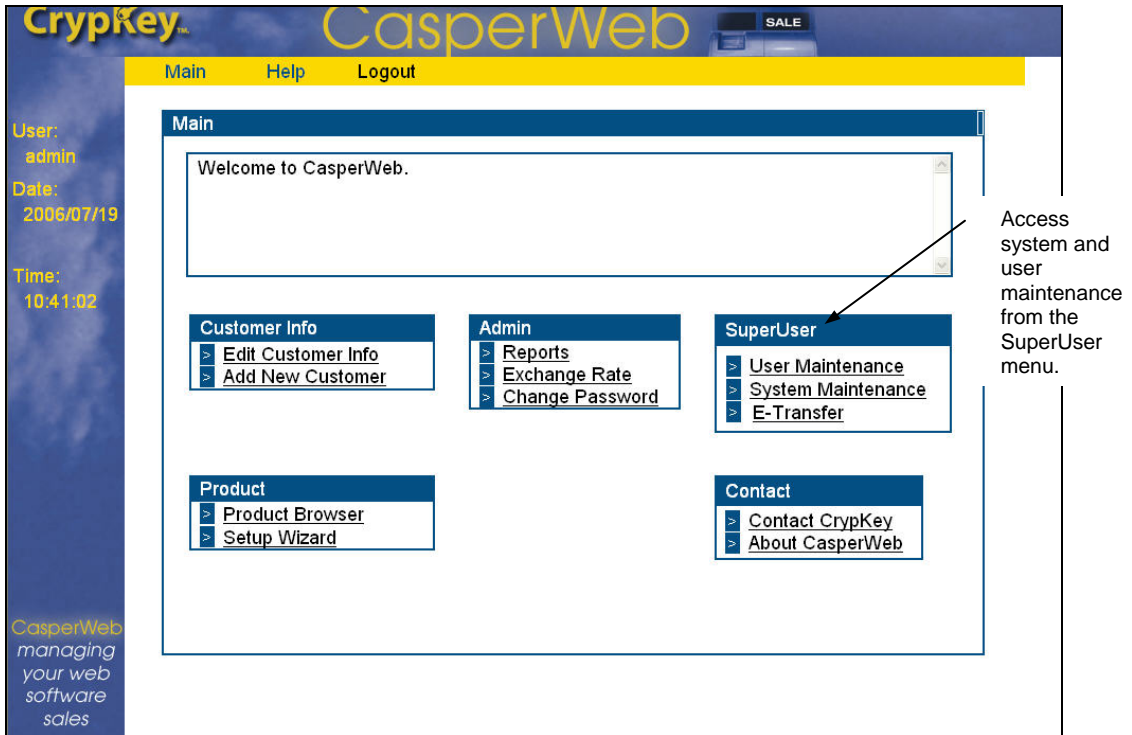 CrypKey™
CasperWeb
SALE
Main Help Logout
User:
admin
Date:
2006/07/19
Time:
10:41:02
Main
Welcome to CasperWeb.
Access
system and
user
maintenance
from the
SuperUser
menu.
Customer Info
> Edit Customer Info
> Add New Customer
Admin
> Reports
> Exchange Rate
> Change Password
SuperUser
> User Maintenance
> System Maintenance
> E-Transfer
Product
> Product Browser
> Setup Wizard
Contact
> Contact CrypKey
> About CasperWeb
CasperWeb
managing
your web
software
sales